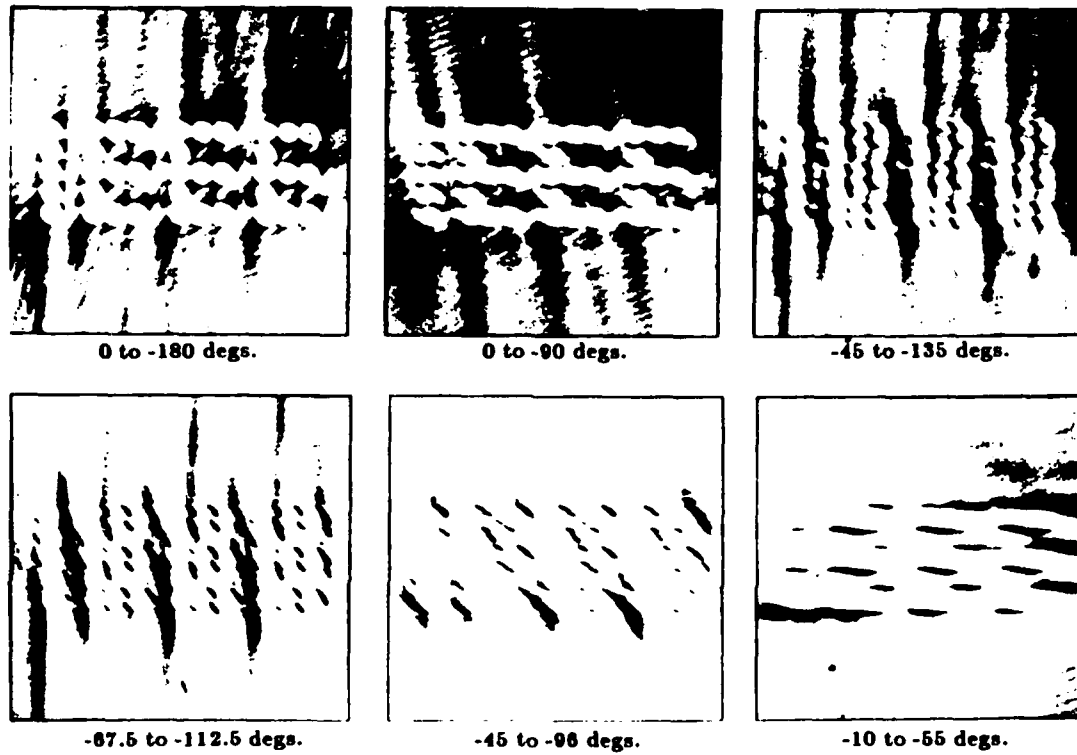 0 to -180 degs.
0 to -90 degs.
-45 to -135 degs.
-67.5 to -112.5 degs.
-45 to -96 degs.
-10 to -55 degs.